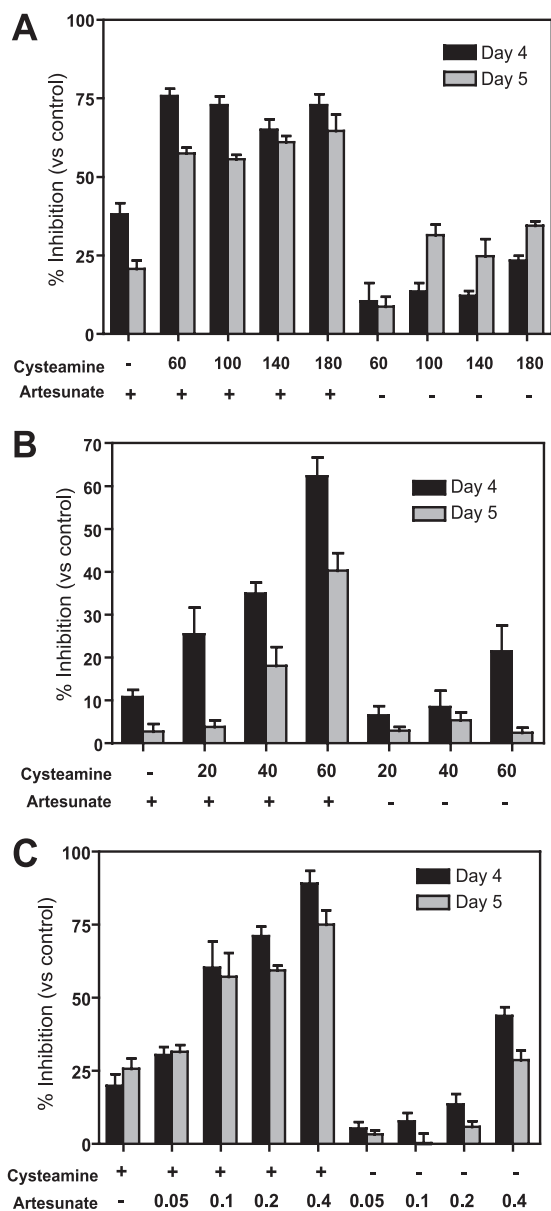 A
100
75
50
25
0
% Inhibition (vs control)
Day 4
Day 5
Cysteamine - 60 100 140 180 60 100 140 180
Artesunate + + + + + - - - -
B
70
60
50
40
30
20
10
0
% Inhibition (vs control)
Day 4
Day 5
Cysteamine - 20 40 60 20 40 60
Artesunate + + + + - - -
C
100
75
50
25
0
% Inhibition (vs control)
Day 4
Day 5
Cysteamine + + + + + - - - -
Artesunate - 0.05 0.1 0.2 0.4 0.05 0.1 0.2 0.4